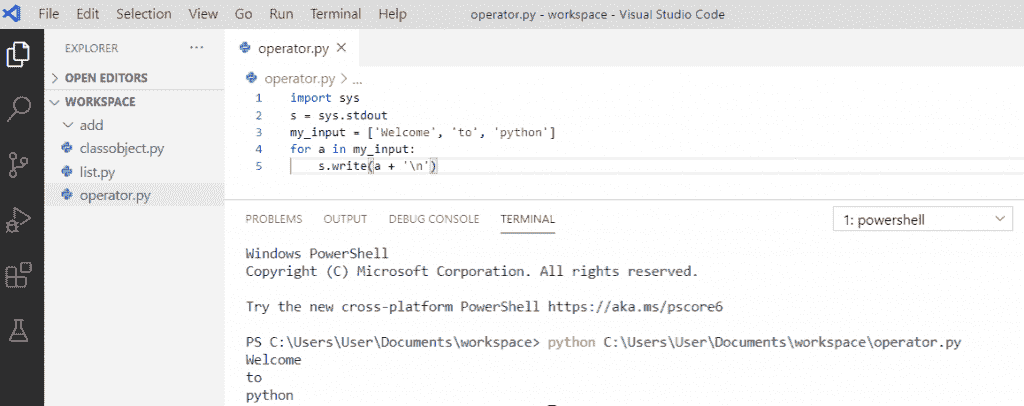 File Edit Selection View Go Run Terminal Help operator.py - workspace - Visual Studio Code
EXPLORER ...
OPEN EDITORS
WORKSPACE
add
classobject.py
list.py
operator.py
operator.py
operator.py > ...
1 import sys
2 s = sys.stdout
3 my_input = ['Welcome', 'to', 'python']
4 for a in my_input:
5     s.write(a + '\n')
PROBLEMS OUTPUT DEBUG CONSOLE TERMINAL 1: powershell
Windows PowerShell
Copyright (C) Microsoft Corporation. All rights reserved.
Try the new cross-platform PowerShell https://aka.ms/pscore6
PS C:\Users\User\Documents\workspace> python C:\Users\User\Documents\workspace\operator.py
Welcome
to
python